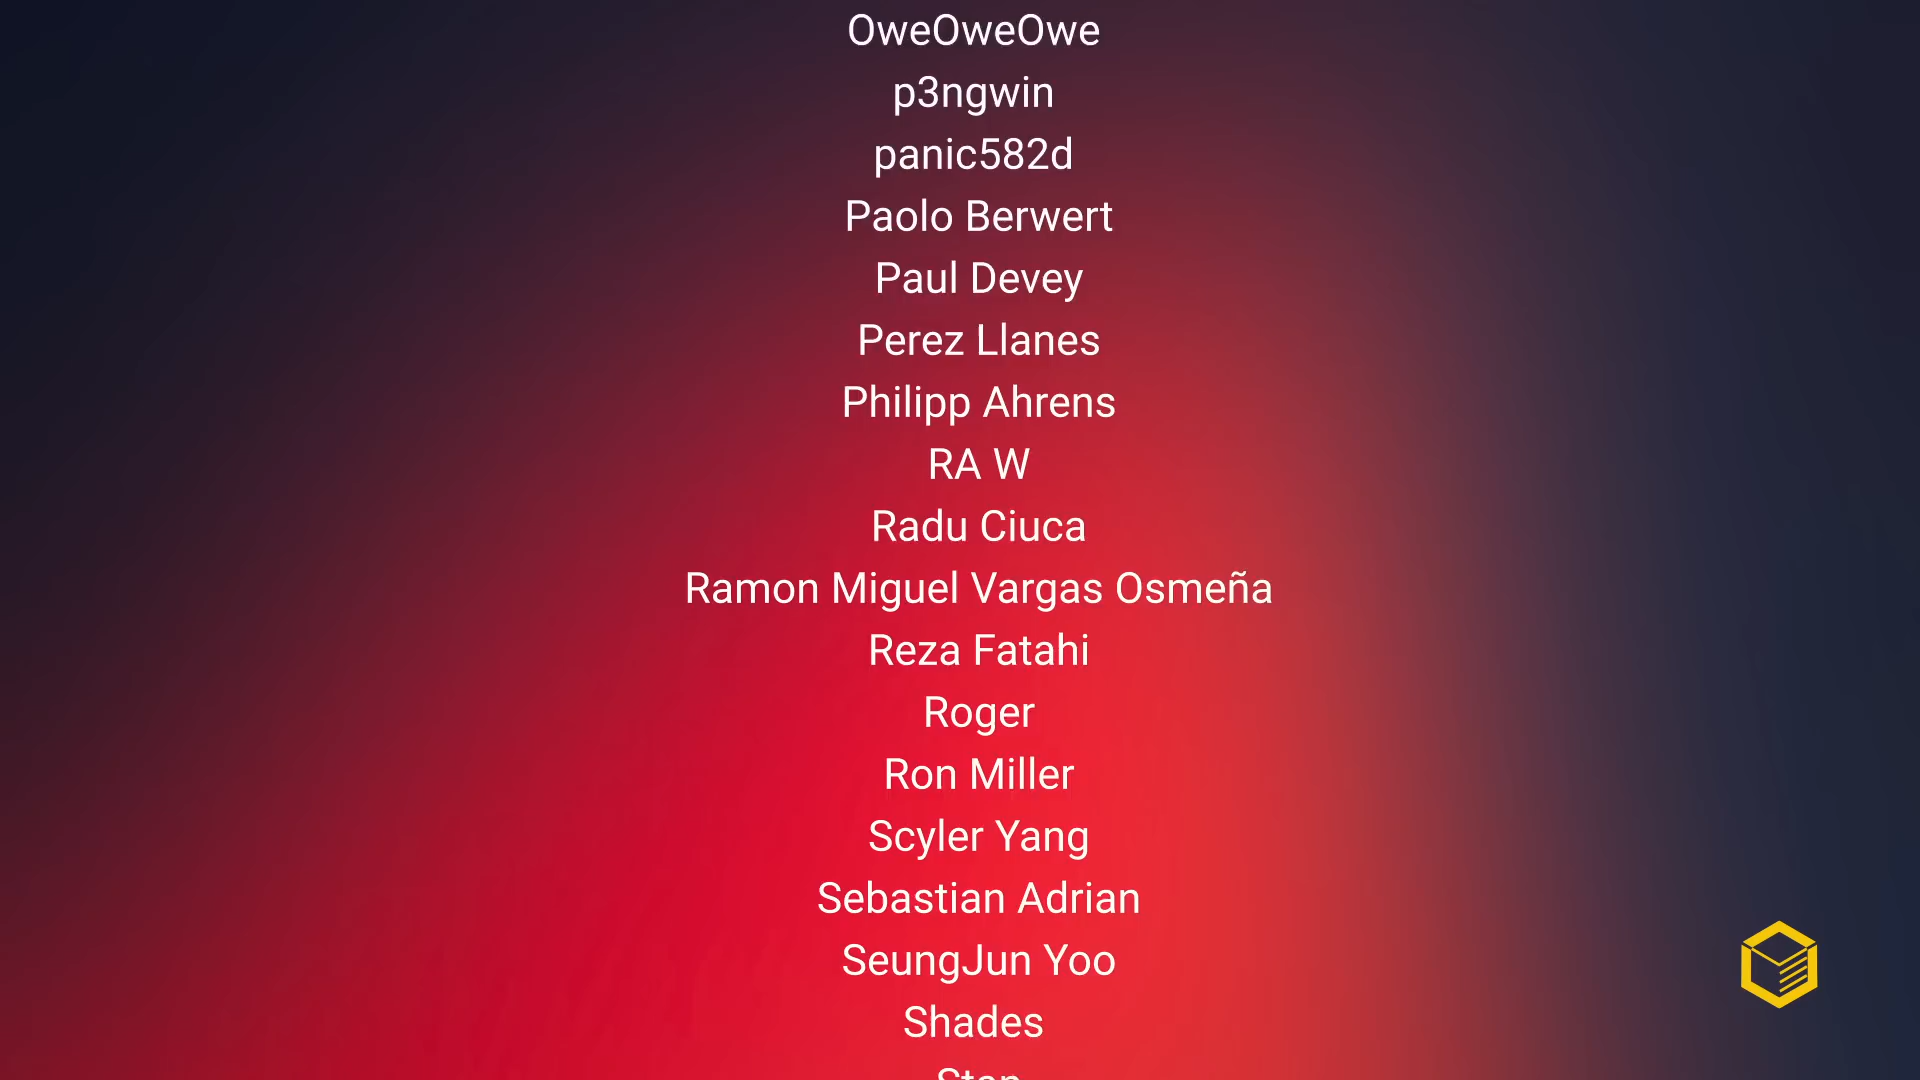 OweOweOwe
p3ngwin
panic582d
Paolo Berwert
Paul Devey
Perez Llanes
Philipp Ahrens
RA W
Radu Ciuca
Ramon Miguel Vargas Osmeña
Reza Fatahi
Roger
Ron Miller
Scyler Yang
Sebastian Adrian
SeungJun Yoo
Shades